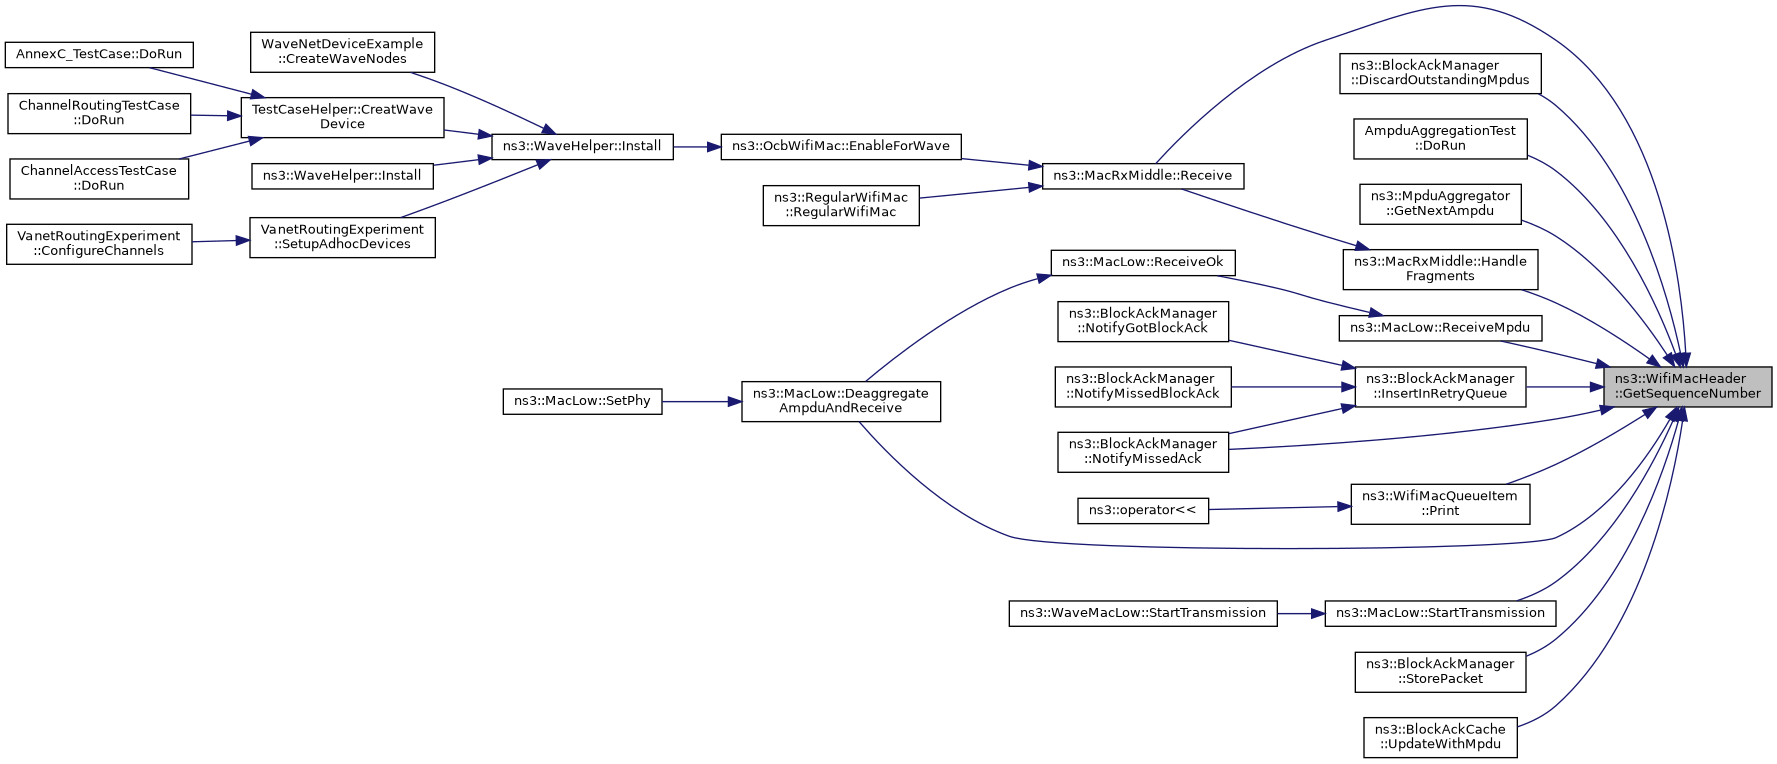 AnnexC_TestCase::DoRun
ChannelRoutingTestCase
::DoRun
ChannelAccessTestCase
::DoRun
VanetRoutingExperiment
::ConfigureChannels
WaveNetDeviceExample
::CreateWaveNodes
TestCaseHelper::CreatWave
Device
ns3::WaveHelper::Install
VanetRoutingExperiment
::SetupAdhocDevices
ns3::WaveHelper::Install
ns3::MacLow::SetPhy
ns3::OcbWifiMac::EnableForWave
ns3::RegularWifiMac
::RegularWifiMac
ns3::MacLow::Deaggregate
AmpduAndReceive
ns3::MacRxMiddle::Receive
ns3::MacLow::ReceiveOk
ns3::BlockAckManager
::NotifyGotBlockAck
ns3::BlockAckManager
::NotifyMissedBlockAck
ns3::BlockAckManager
::NotifyMissedAck
ns3::operator<<
ns3::WaveMacLow::StartTransmission
ns3::BlockAckManager
::DiscardOutstandingMpdus
AmpduAggregationTest
::DoRun
ns3::MpduAggregator
::GetNextAmpdu
ns3::MacRxMiddle::Handle
Fragments
ns3::MacLow::ReceiveMpdu
ns3::BlockAckManager
::InsertInRetryQueue
ns3::WifiMacQueueItem
::Print
ns3::MacLow::StartTransmission
ns3::BlockAckManager
::StorePacket
ns3::BlockAckCache
::UpdateWithMpdu
ns3::WifiMacHeader
::GetSequenceNumber